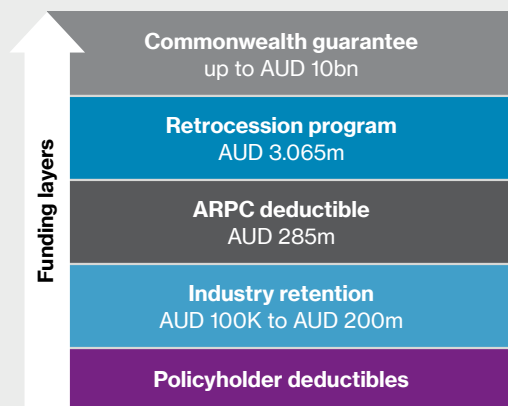 Commonwealth guarantee
up to AUD 10bn
Retrocession program
AUD 3.065m
ARPC deductible
AUD 285m
Industry retention
AUD 100K to AUD 200m
Policyholder deductibles
Funding layers